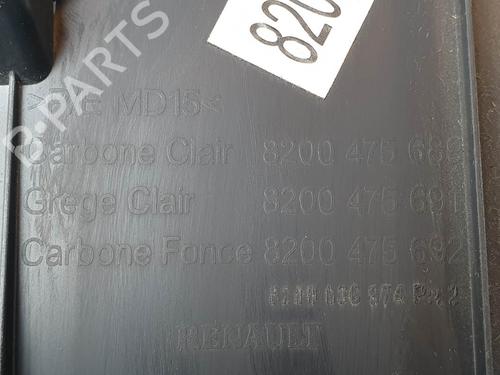 820
B-PARTS
MD15<
Carbone Clair 8200 475 689
Grege Clair 8200 475 691
Carbone Fonce 8200 475 692
RENAULT